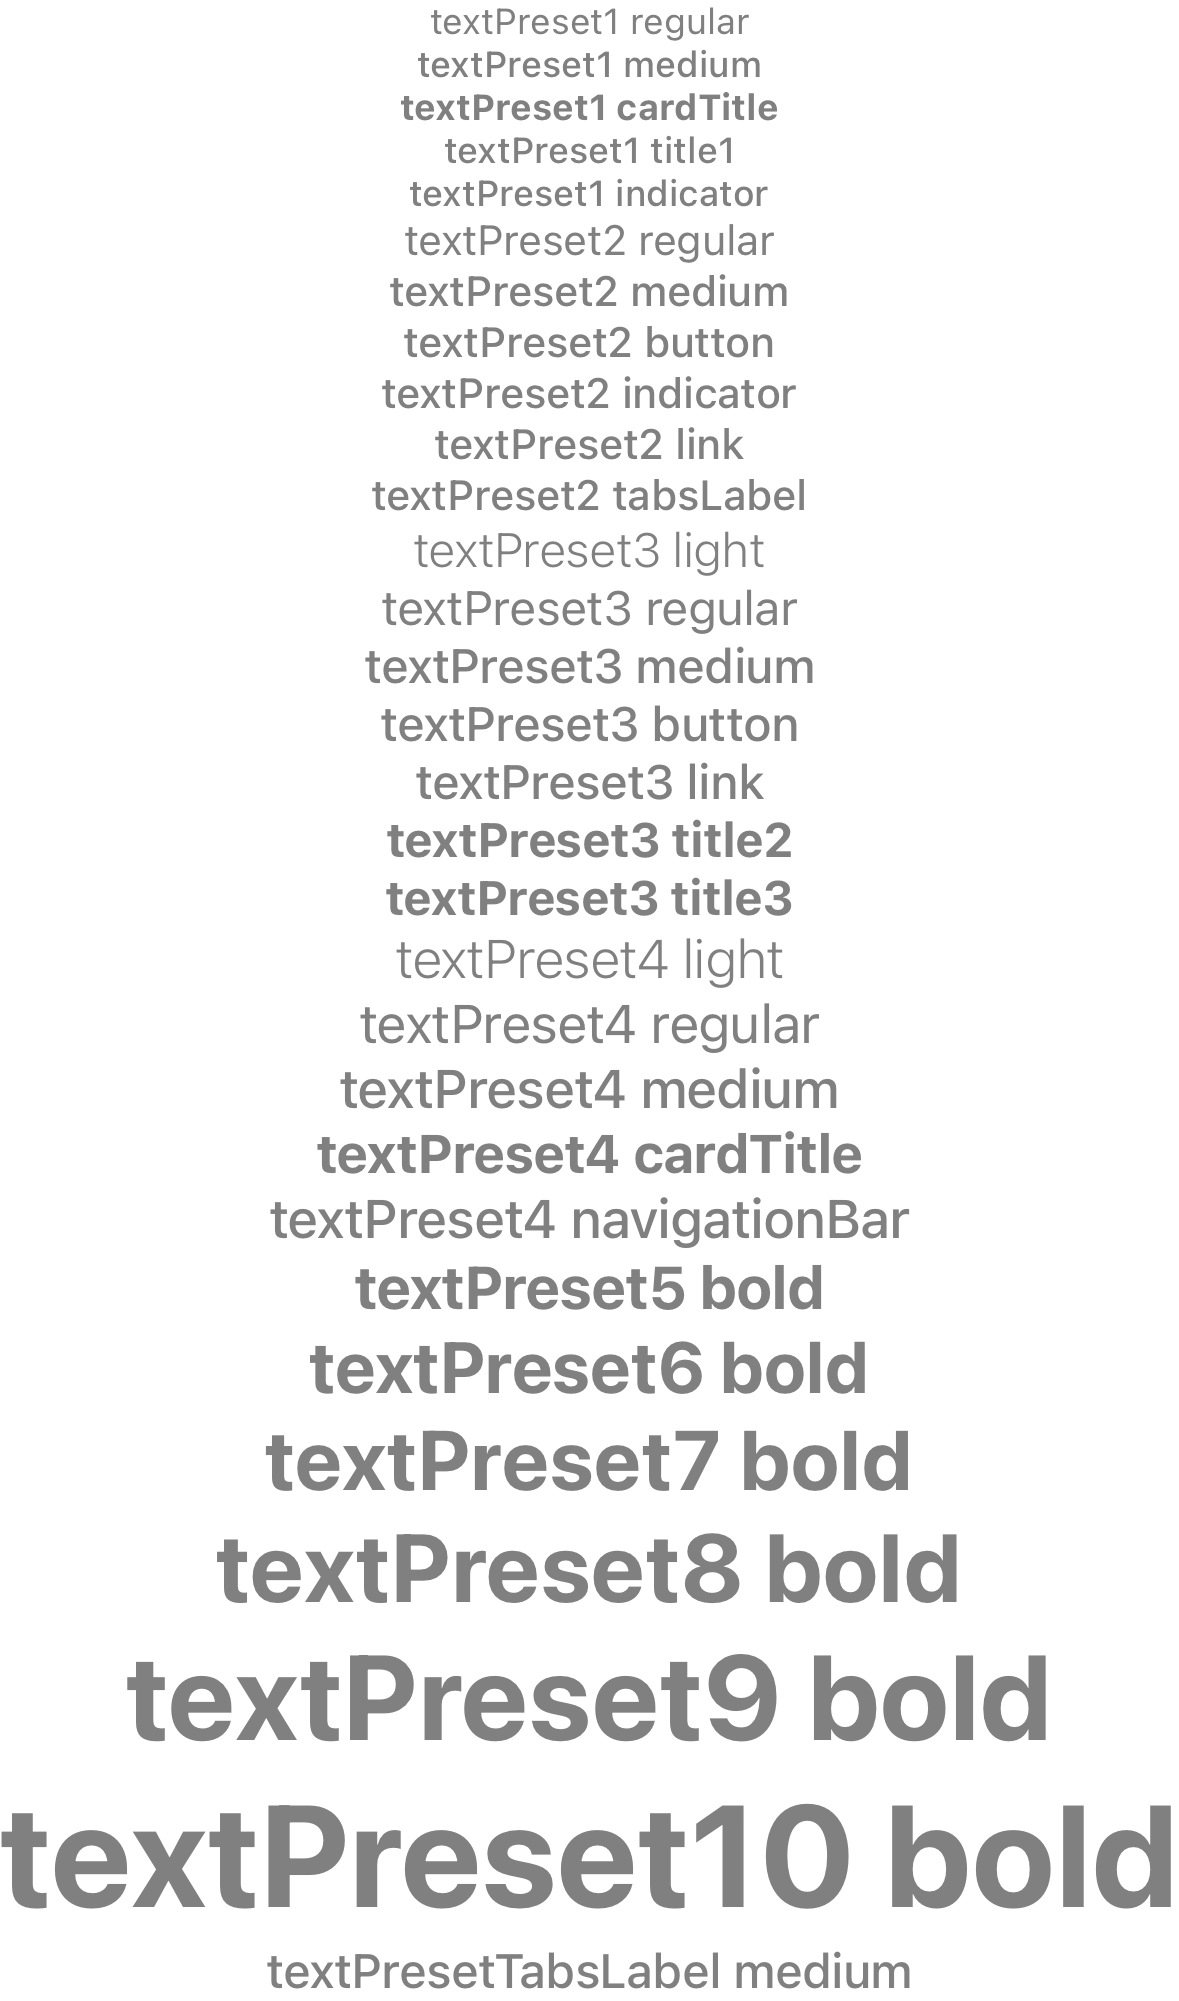 textPreset1 regular
textPreset1 medium
textPreset1 cardTitle
textPreset1 title1
textPreset1 indicator
textPreset2 regular
textPreset2 medium
textPreset2 button
textPreset2 indicator
textPreset2 link
textPreset2 tabsLabel
textPreset3 light
textPreset3 regular
textPreset3 medium
textPreset3 button
textPreset3 link
textPreset3 title2
textPreset3 title3
textPreset4 light
textPreset4 regular
textPreset4 medium
textPreset4 cardTitle
textPreset4 navigationBar
textPreset5 bold
textPreset6 bold
textPreset7 bold
textPreset8 bold
textPreset9 bold
textPreset10 bold
textPresetTabsLabel medium